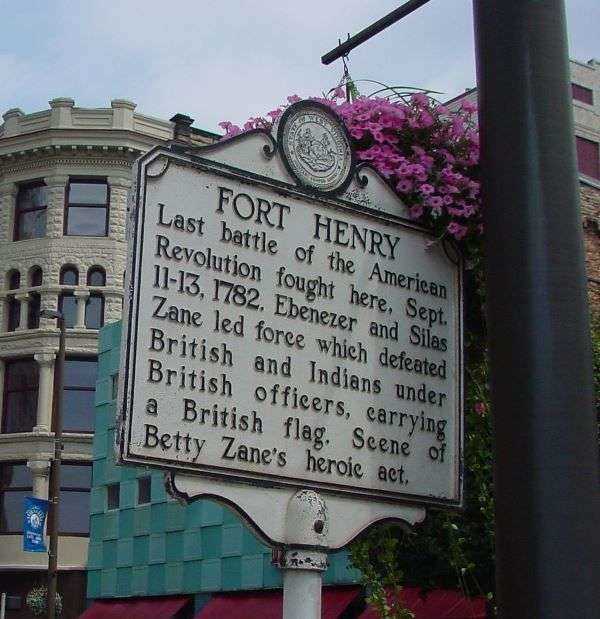 FORT HENRY
Last battle of the American
Revolution fought here, Sept.
11-13, 1782. Ebenezer and Silas
Zane led force which defeated
British and Indians under
British officers, carrying
a British flag. Scene of
Betty Zane's heroic act.